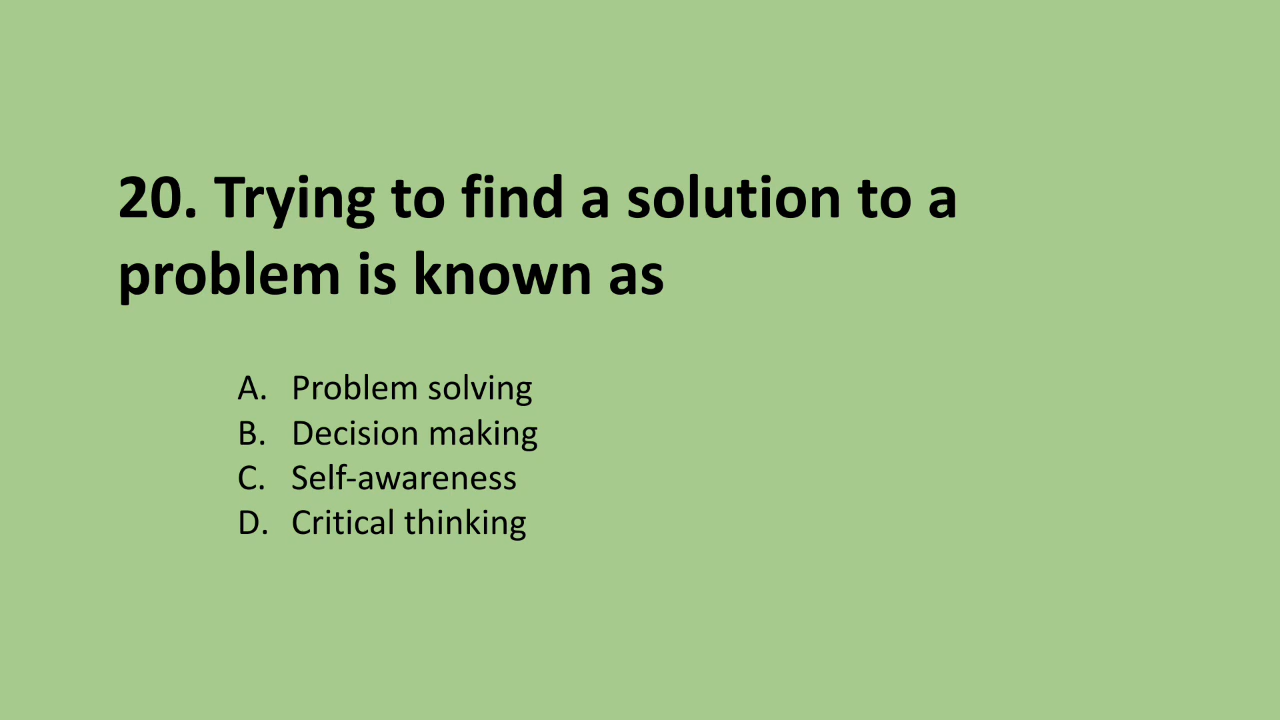 20. Trying to find a solution to a
problem is known as
A. Problem solving
B. Decision making
C. Self-awareness
D. Critical thinking